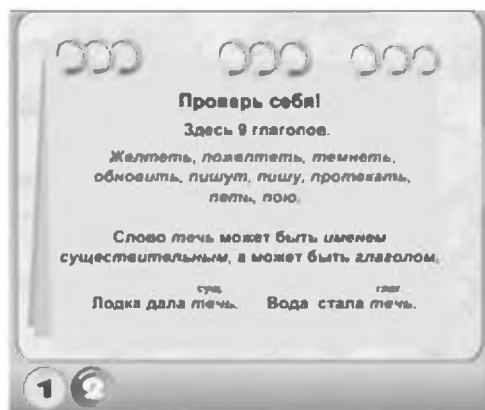 Проверь себя!
Здесь 9 глаголов.
Желтеть, пожелтеть, темнеть,
обновить, пишут, пишу, протекать,
петь, пою.
Слово течь может быть именем
существительным, а может быть глаголом.
сущ. глаг.
Лодка дала течь. Вода стала течь.
1 2